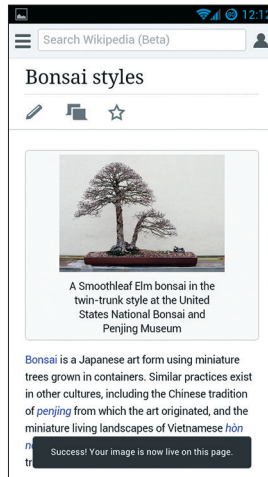 12:12
Search Wikipedia (Beta)
Bonsai styles
A Smoothleaf Elm bonsai in the
twin-trunk style at the United
States National Bonsai and
Penjing Museum
Bonsai is a Japanese art form using miniature
trees grown in containers. Similar practices exist
in other cultures, including the Chinese tradition
of penjing from which the art originated, and the
miniature living landscapes of Vietnamese hòn
Success! Your image is now live on this page.